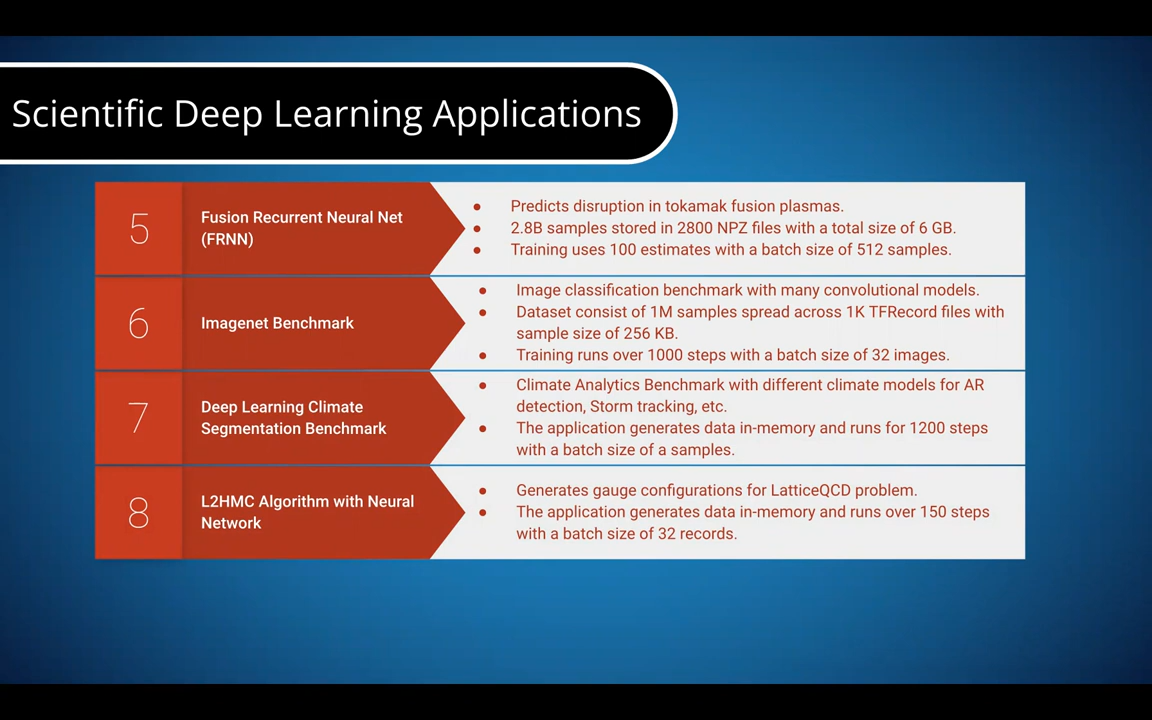 Scientific Deep Learning Applications
5
Fusion Recurrent Neural Net
(FRNN)
● Predicts disruption in tokamak fusion plasmas.
● 2.8B samples stored in 2800 NPZ files with a total size of 6 GB.
● Training uses 100 estimates with a batch size of 512 samples.
6
Imagenet Benchmark
● Image classification benchmark with many convolutional models.
● Dataset consist of 1M samples spread across 1K TFRecord files with
sample size of 256 KB.
● Training runs over 1000 steps with a batch size of 32 images.
7
Deep Learning Climate
Segmentation Benchmark
● Climate Analytics Benchmark with different climate models for AR
detection, Storm tracking, etc.
● The application generates data in-memory and runs for 1200 steps
with a batch size of a samples.
8
L2HMC Algorithm with Neural
Network
● Generates gauge configurations for LatticeQCD problem.
● The application generates data in-memory and runs over 150 steps
with a batch size of 32 records.